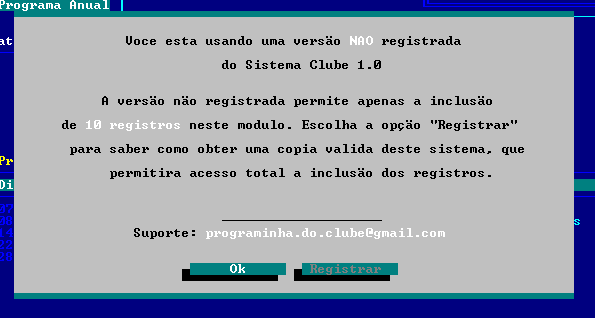 Programa Anual
Voce esta usando uma versão NAO registrada
do Sistema Clube 1.0
A versão não registrada permite apenas a inclusão
de 10 registros neste modulo. Escolha a opção "Registrar"
para saber como obter uma copia valida deste sistema, que
permitira acesso total a inclusão dos registros.
Suporte: programinha.do.clube@gmail.com
Ok Registrar